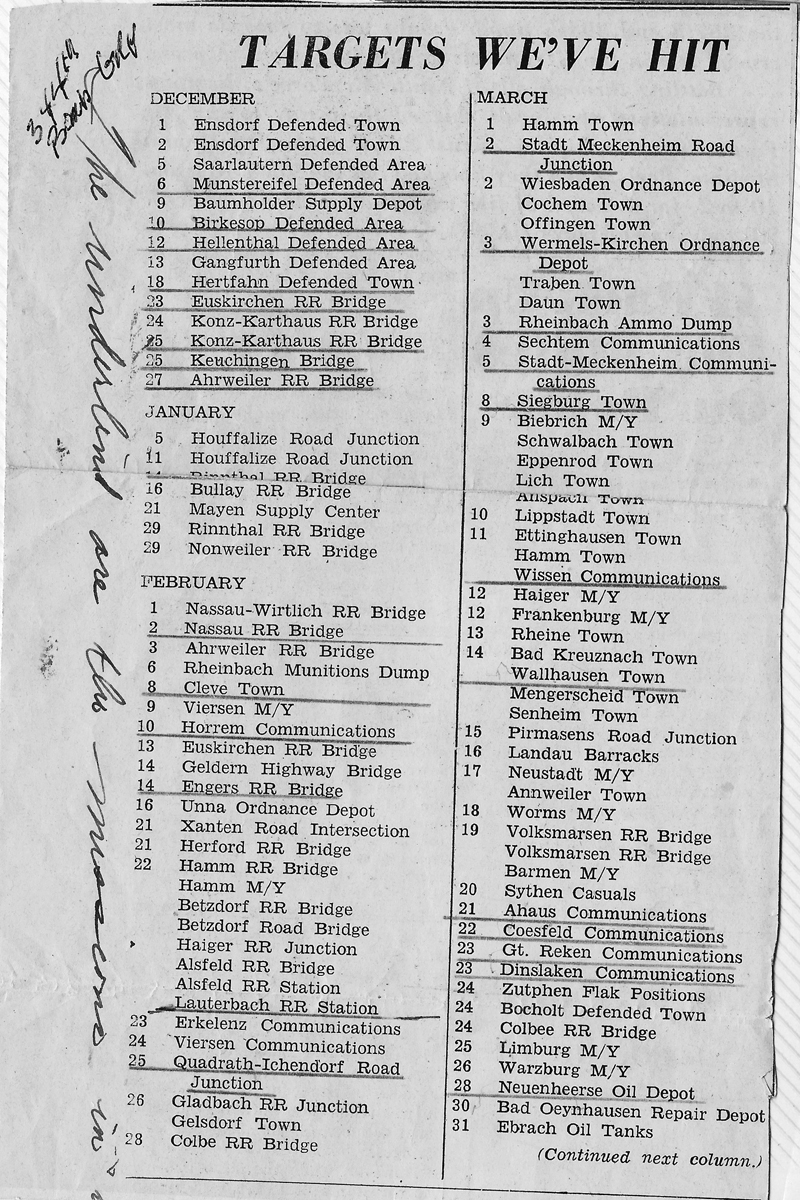 TARGETS WE'VE HIT
344th
Bomb Grp
The underlined are the missions in
DECEMBER
1 Ensdorf Defended Town
2 Ensdorf Defended Town
5 Saarlautern Defended Area
6 Munstereifel Defended Area
9 Baumholder Supply Depot
10 Birkesop Defended Area
12 Hellenthal Defended Area
13 Gangfurth Defended Area
18 Hertfahn Defended Town
23 Euskirchen RR Bridge
24 Konz-Karthaus RR Bridge
25 Konz-Karthaus RR Bridge
25 Keuchingen Bridge
27 Ahrweiler RR Bridge
JANUARY
5 Houffalize Road Junction
11 Houffalize Road Junction
14 Rinnthal RR Bridge
16 Bullay RR Bridge
21 Mayen Supply Center
29 Rinnthal RR Bridge
29 Nonweiler RR Bridge
FEBRUARY
1 Nassau-Wirtlich RR Bridge
2 Nassau RR Bridge
3 Ahrweiler RR Bridge
6 Rheinbach Munitions Dump
8 Cleve Town
9 Viersen M/Y
10 Horrem Communications
13 Euskirchen RR Bridge
14 Geldern Highway Bridge
14 Engers RR Bridge
16 Unna Ordnance Depot
21 Xanten Road Intersection
21 Herford RR Bridge
22 Hamm RR Bridge
Hamm M/Y
Betzdorf RR Bridge
Betzdorf Road Bridge
Haiger RR Junction
Alsfeld RR Bridge
Alsfeld RR Station
Lauterbach RR Station
23 Erkelenz Communications
24 Viersen Communications
25 Quadrath-Ichendorf Road
Junction
26 Gladbach RR Junction
Gelsdorf Town
28 Colbe RR Bridge
MARCH
1 Hamm Town
2 Stadt Meckenheim Road
Junction
2 Wiesbaden Ordnance Depot
Cochem Town
Offingen Town
3 Wermels-Kirchen Ordnance
Depot
Traben Town
Daun Town
3 Rheinbach Ammo Dump
4 Sechtem Communications
5 Stadt-Meckenheim Communi-
cations
8 Siegburg Town
9 Biebrich M/Y
Schwalbach Town
Eppenrod Town
Lich Town
Anspach Town
10 Lippstadt Town
11 Ettinghausen Town
Hamm Town
Wissen Communications
12 Haiger M/Y
12 Frankenburg M/Y
13 Rheine Town
14 Bad Kreuznach Town
Wallhausen Town
Mengerscheid Town
Senheim Town
15 Pirmasens Road Junction
16 Landau Barracks
17 Neustadt M/Y
Annweiler Town
18 Worms M/Y
19 Volksmarsen RR Bridge
Volksmarsen RR Bridge
Barmen M/Y
20 Sythen Casuals
21 Ahaus Communications
22 Coesfeld Communications
23 Gt. Reken Communications
23 Dinslaken Communications
24 Zutphen Flak Positions
24 Bocholt Defended Town
24 Colbee RR Bridge
25 Limburg M/Y
26 Warzburg M/Y
28 Neuenheerse Oil Depot
30 Bad Oeynhausen Repair Depot
31 Ebrach Oil Tanks
(Continued next column.)